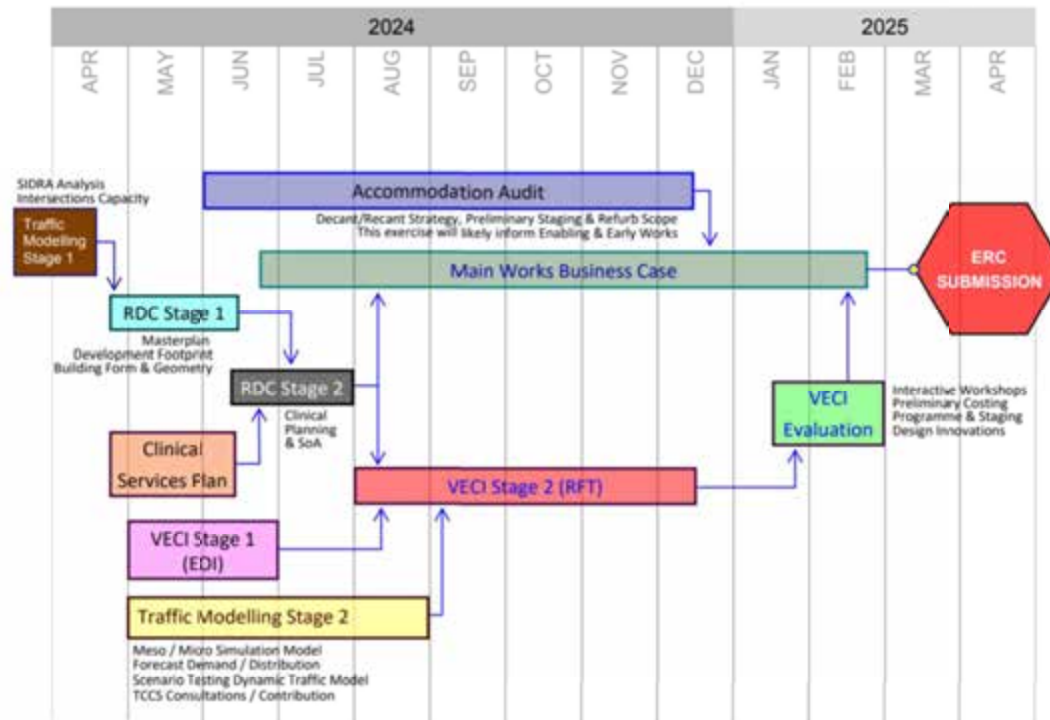 2024
2025
APR
MAY
JUN
JUL
AUG
SEP
OCT
NOV
DEC
JAN
FEB
MAR
APR
SIDRA Analysis
Intersections Capacity
Traffic
Modelling
Stage 1
Accommodation Audit
Decant/Recant Strategy, Preliminary Staging & Refurb Scope
This exercise will likely inform Enabling & Early Works
Main Works Business Case
ERC
SUBMISSION
RDC Stage 1
Masterplan
Development Footprint
Building Form & Geometry
RDC Stage 2
Clinical
Planning
& SoA
VECI
Evaluation
Interactive Workshops
Preliminary Costing
Programme & Staging
Design Innovations
Clinical
Services Plan
VECI Stage 2 (RFT)
VECI Stage 1
(EDI)
Traffic Modelling Stage 2
Meso / Micro Simulation Model
Forecast Demand / Distribution
Scenario Testing Dynamic Traffic Model
TCCS Consultations / Contribution